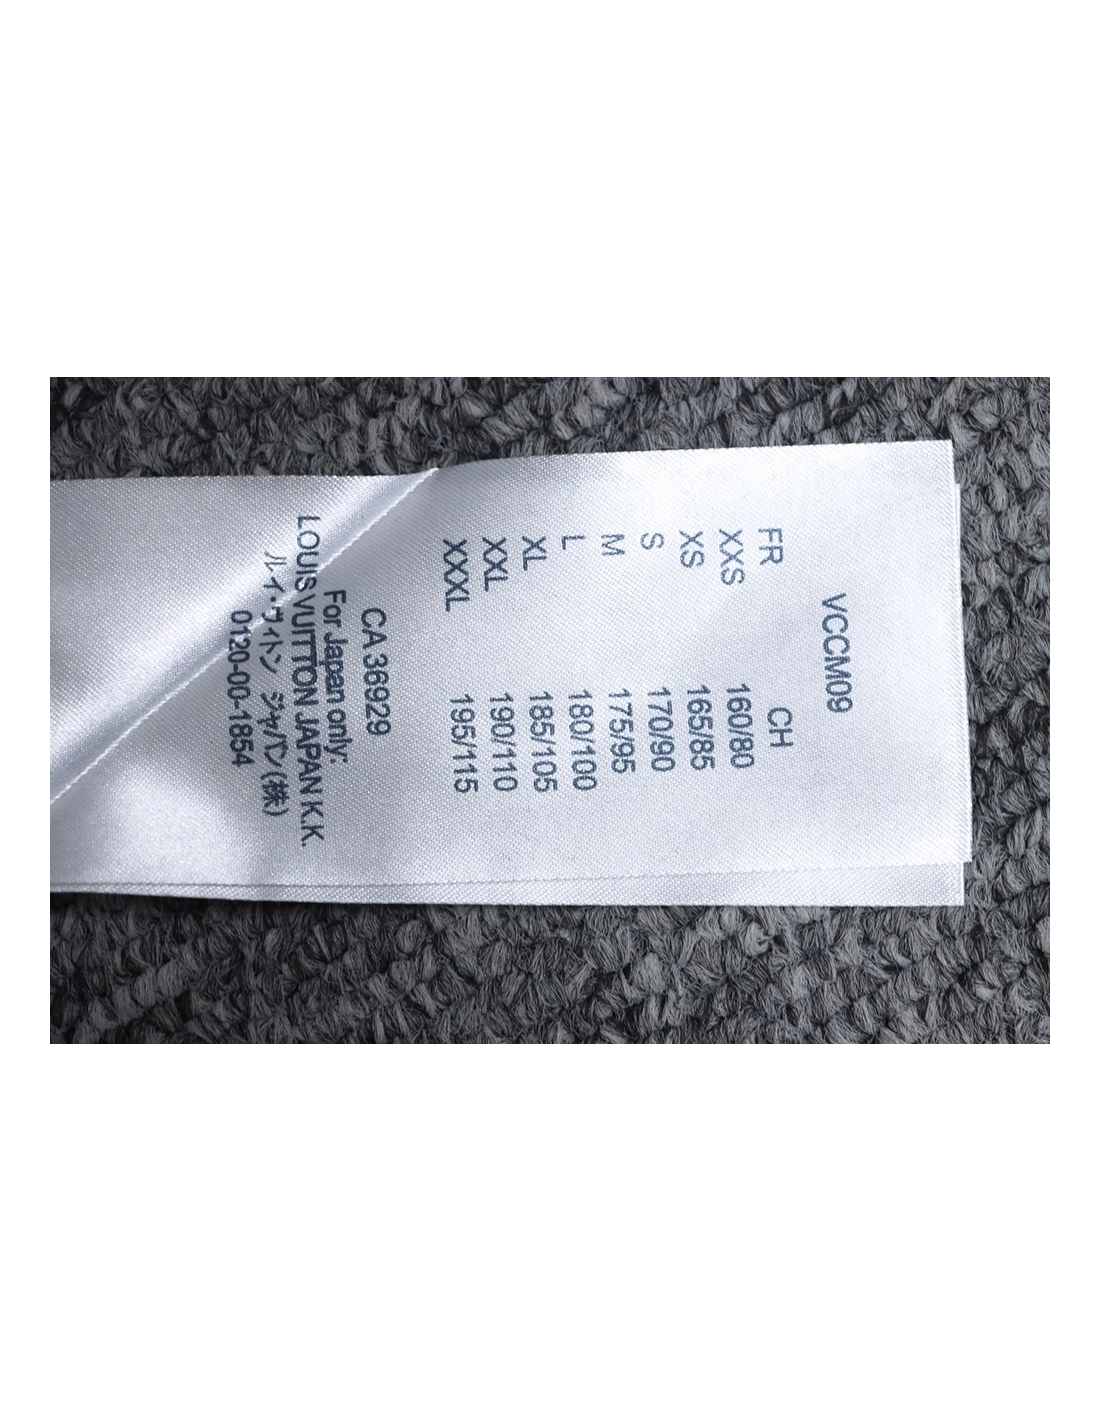 VCCM09
FR CH
XXS 160/80
XS 165/85
S 170/90
M 175/95
L 180/100
XL 185/105
XXL 190/110
XXXL 195/115
CA 36929
For Japan only:
LOUIS VUITTON JAPAN K.K.
ルイ・ヴィトン ジャパン(株)
0120-00-1854